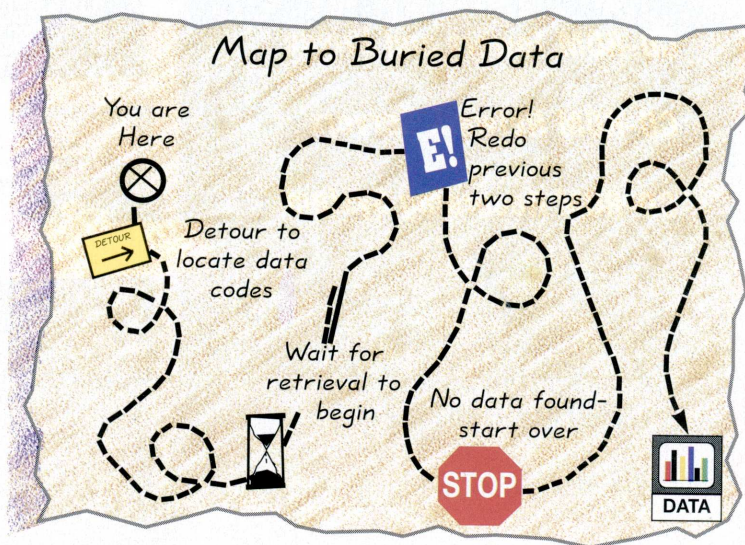 Map to Buried Data
You are
Here
DETOUR
Detour to
locate data
codes
Wait for
retrieval to
begin
E!
Error!
Redo
previous
two steps
No data found-
start over
STOP
DATA